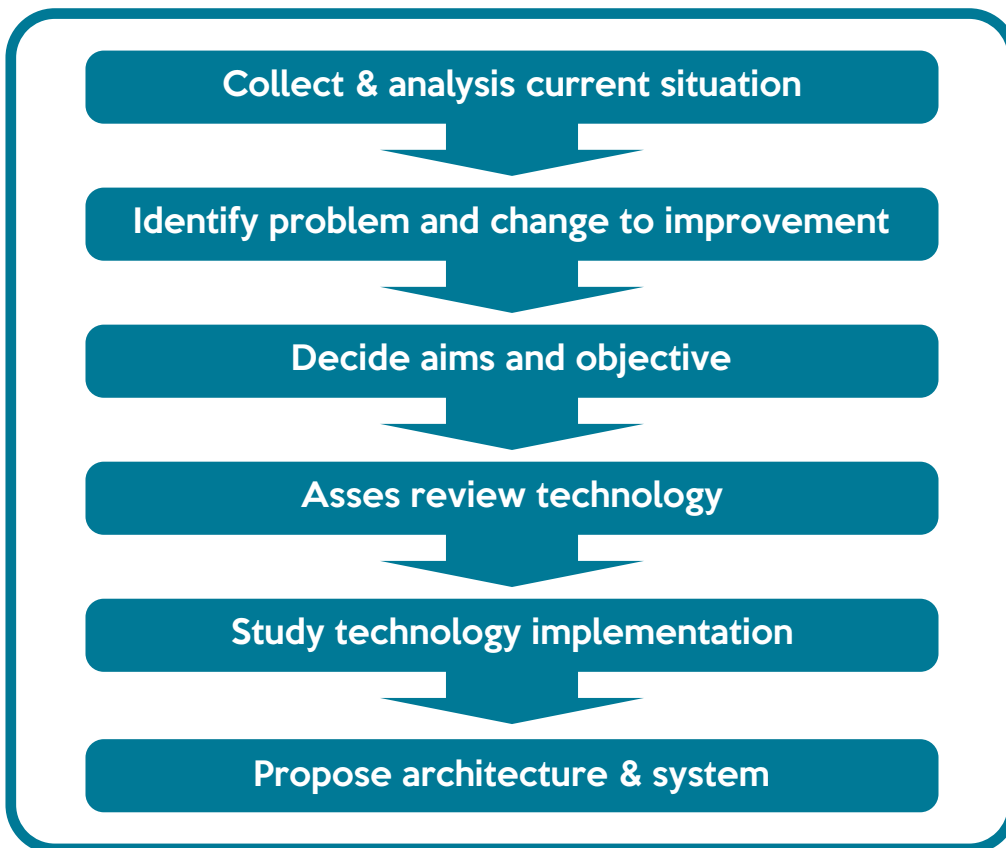 Collect & analysis current situation
Identify problem and change to improvement
Decide aims and objective
Asses review technology
Study technology implementation
Propose architecture & system